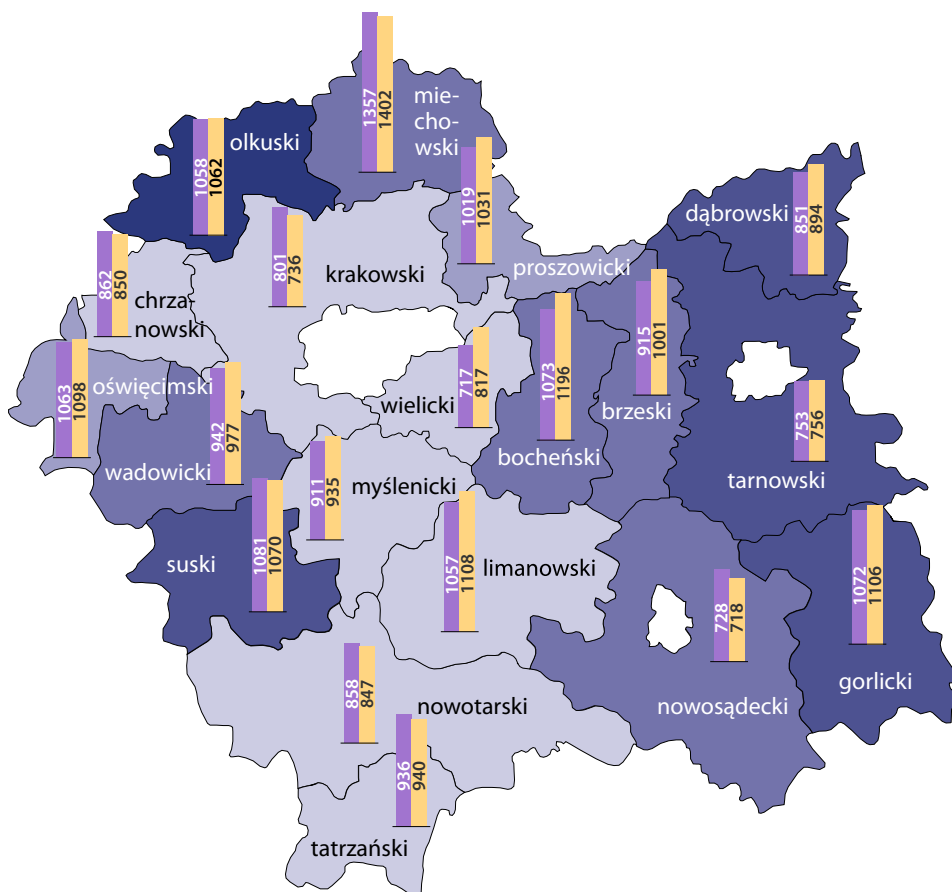 1357
1402
mie-
cho-
wski
olkuski
1058
1062
1019
1031
dąbrowski
851
894
801
736
krakowski
proszowicki
862
850
chrza-
nowski
915
1001
1073
1196
717
817
wielicki
brzeski
bocheński
1063
1098
oświęcimski
942
977
wadowicki
753
756
tarnowski
911
935
myślenicki
1081
1070
suski
1057
1108
limanowski
1072
1106
gorlicki
728
718
nowosądecki
858
847
nowotarski
936
940
tatrzański